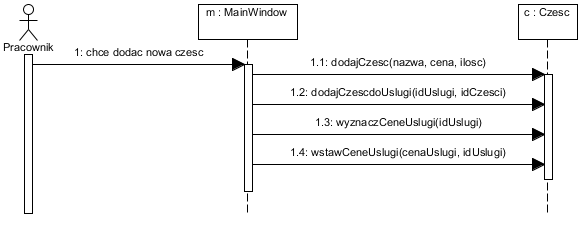 m : MainWindow
c : Czesc
Pracownik
1: chce dodac nowa czesc
1.1: dodajCzesc(nazwa, cena, ilosc)
1.2: dodajCzescdoUslugi(idUslugi, idCzesci)
1.3: wyznaczCeneUslugi(idUslugi)
1.4: wstawCeneUslugi(cenaUslugi, idUslugi)